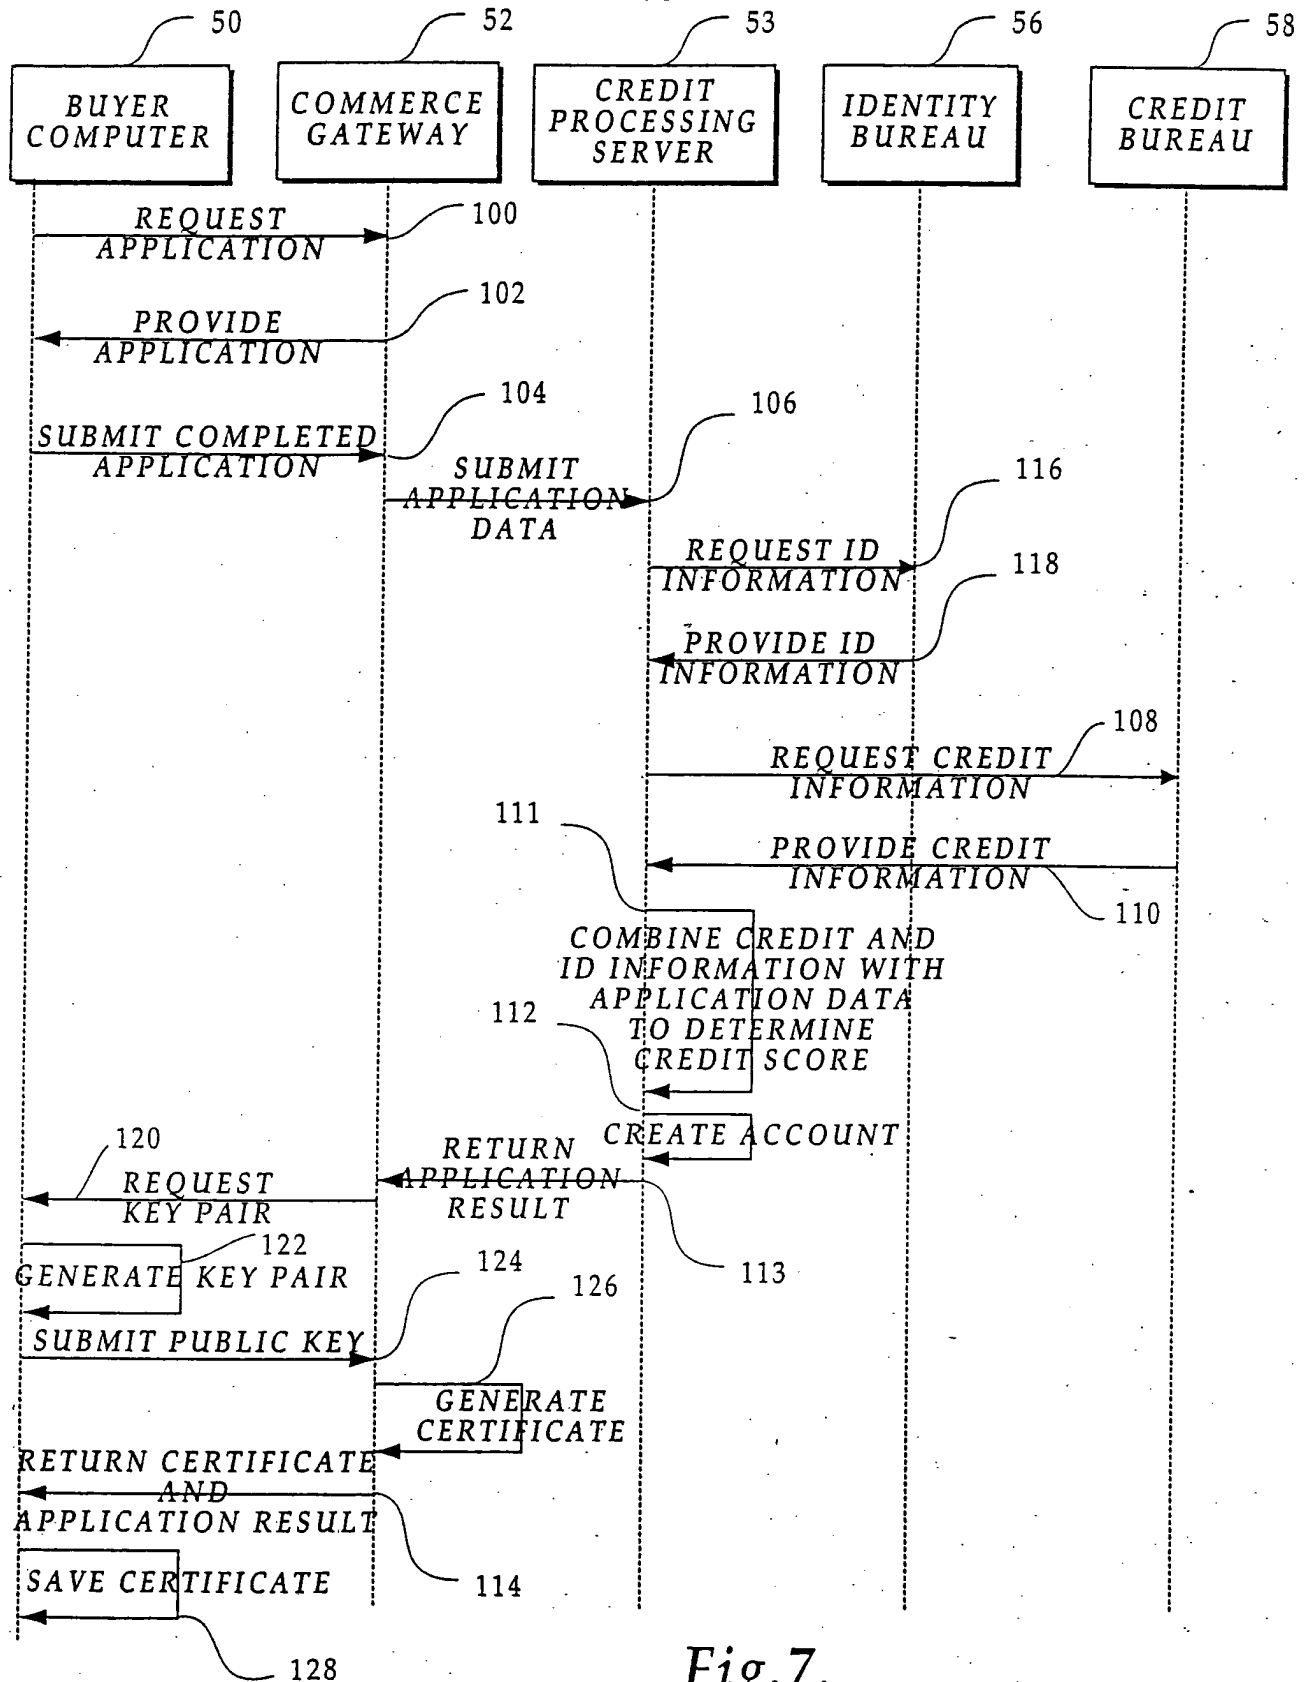 50
52
53
56
58
BUYER
COMPUTER
COMMERCE
GATEWAY
CREDIT
PROCESSING
SERVER
IDENTITY
BUREAU
CREDIT
BUREAU
REQUEST
APPLICATION
100
PROVIDE
APPLICATION
102
SUBMIT COMPLETED
APPLICATION
104
SUBMIT
APPLICATION
DATA
106
REQUEST ID
INFORMATION
116
PROVIDE ID
INFORMATION
118
REQUEST CREDIT
INFORMATION
108
PROVIDE CREDIT
INFORMATION
110
111
COMBINE CREDIT AND
ID INFORMATION WITH
APPLICATION DATA
TO DETERMINE
CREDIT SCORE
112
CREATE ACCOUNT
RETURN
APPLICATION
RESULT
113
120
REQUEST
KEY PAIR
122
GENERATE KEY PAIR
124
SUBMIT PUBLIC KEY
126
GENERATE
CERTIFICATE
RETURN CERTIFICATE
AND
APPLICATION RESULT
114
SAVE CERTIFICATE
128
Fig.7.